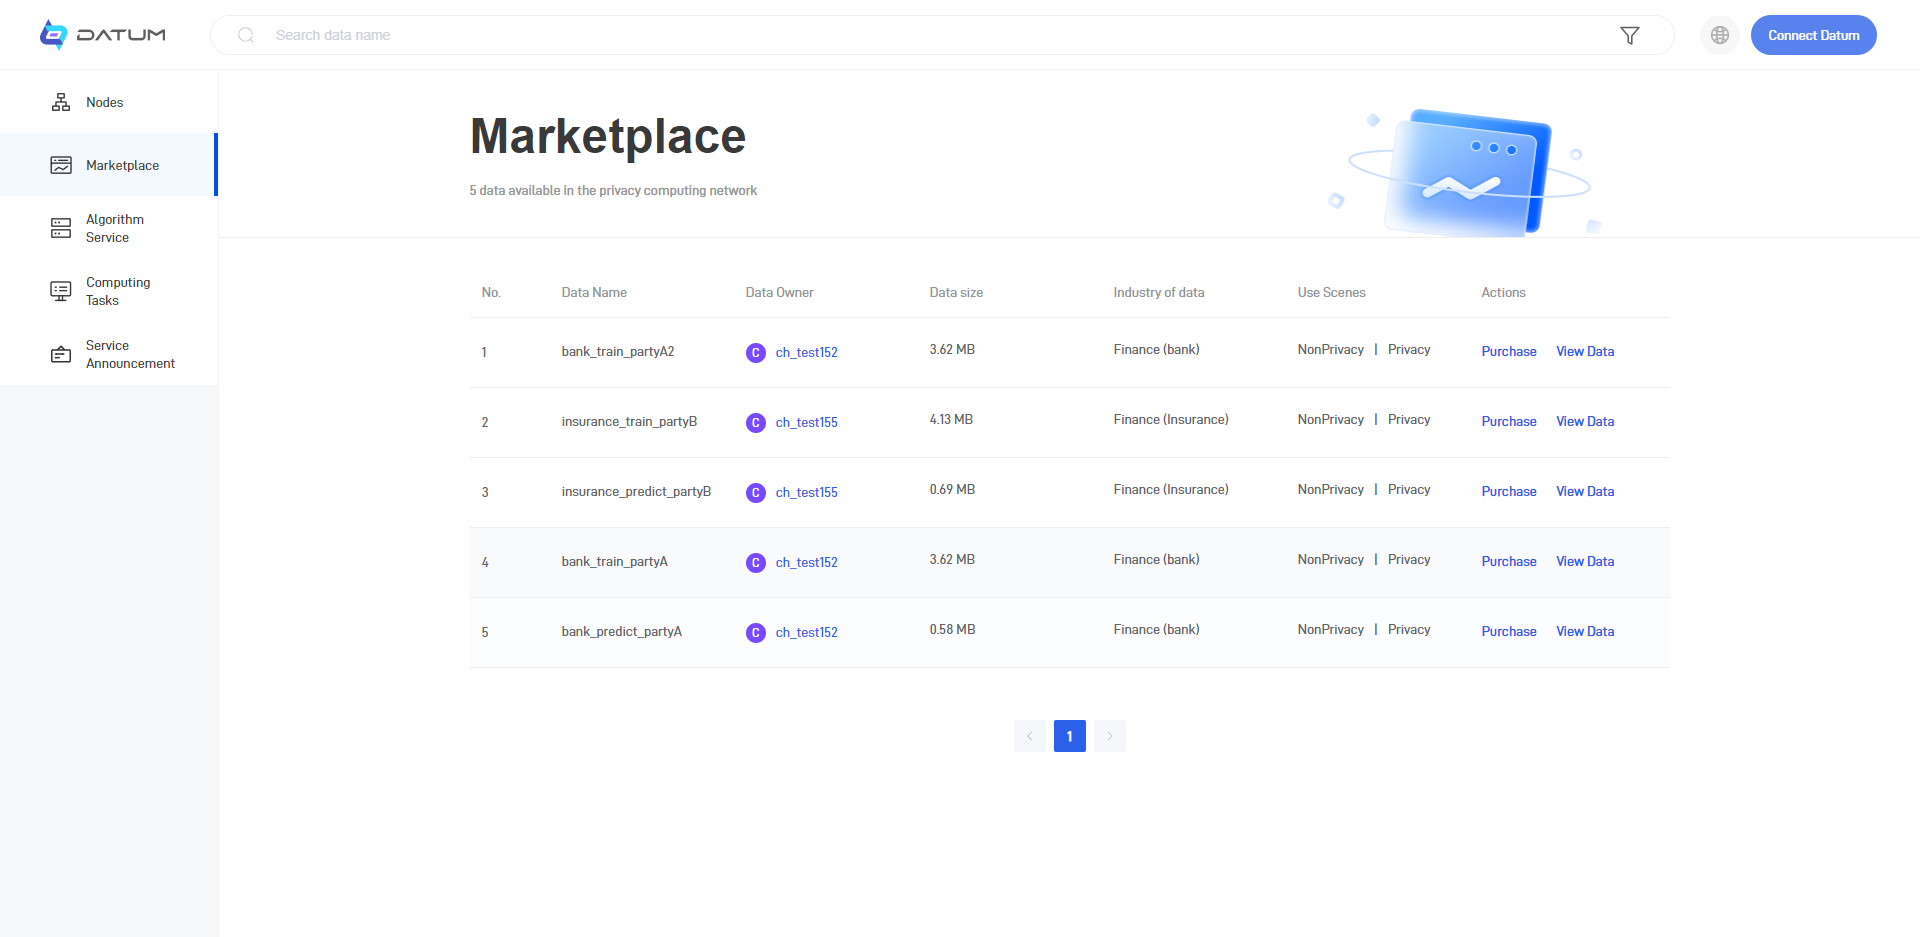 DATUM
Search data name
Connect Datum
Nodes
Marketplace
Algorithm
Service
Computing
Tasks
Service
Announcement
Marketplace
5 data available in the privacy computing network
No. Data Name Data Owner Data size Industry of data Use Scenes Actions
1 bank_train_partyA2 C ch_test152 3.62 MB Finance (bank) NonPrivacy | Privacy Purchase View Data
2 insurance_train_partyB C ch_test155 4.13 MB Finance (Insurance) NonPrivacy | Privacy Purchase View Data
3 insurance_predict_partyB C ch_test155 0.69 MB Finance (Insurance) NonPrivacy | Privacy Purchase View Data
4 bank_train_partyA C ch_test152 3.62 MB Finance (bank) NonPrivacy | Privacy Purchase View Data
5 bank_predict_partyA C ch_test152 0.58 MB Finance (bank) NonPrivacy | Privacy Purchase View Data
< 1 >